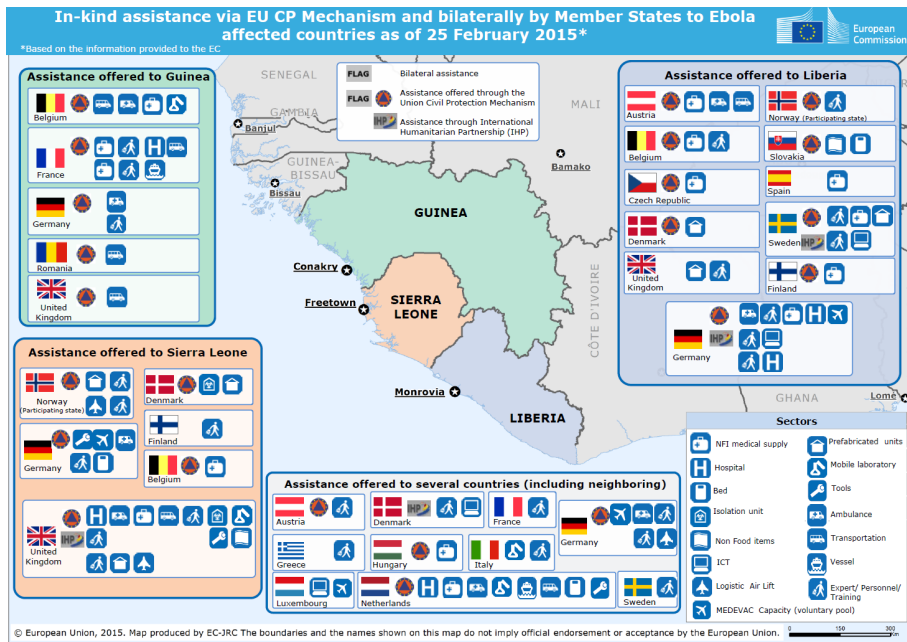 In-kind assistance via EU CP Mechanism and bilaterally by Member States to Ebola
affected countries as of 25 February 2015*
*Based on the information provided to the EC
European
Commission
Assistance offered to Guinea
Belgium
France
Germany
Romania
United
Kingdom
SENEGAL
GAMBIA
Banjul
GUINEA-
BISSAU
Bissau
FLAG Bilateral assistance
FLAG Assistance offered through the
Union Civil Protection Mechanism
IHP Assistance through International
Humanitarian Partnership (IHP)
MALI
Bamako
GUINEA
Conakry
Freetown
SIERRA
LEONE
CÔTE D'IVOIRE
Monrovia
LIBERIA
GHANA
Lomé
Assistance offered to Liberia
Austria
Norway (Participating state)
Belgium
Slovakia
Czech Republic
Spain
Denmark
Sweden IHP
United
Kingdom
Finland
Germany IHP
Assistance offered to Sierra Leone
Norway
(Participating state)
Denmark
Finland
Germany
Belgium
United
Kingdom
IHP
Assistance offered to several countries (including neighboring)
Austria
Denmark IHP
France
Germany
Greece
Hungary
Italy
Luxembourg
Netherlands
Sweden
Sectors
NFI medical supply
Prefabricated units
Hospital
Mobile laboratory
Bed
Tools
Isolation unit
Ambulance
Non Food items
Transportation
ICT
Vessel
Logistic Air Lift
Expert/ Personnel/
Training
MEDEVAC Capacity (voluntary pool)
© European Union, 2015. Map produced by EC-JRC The boundaries and the names shown on this map do not imply official endorsement or acceptance by the European Union.
0 150 300
Km